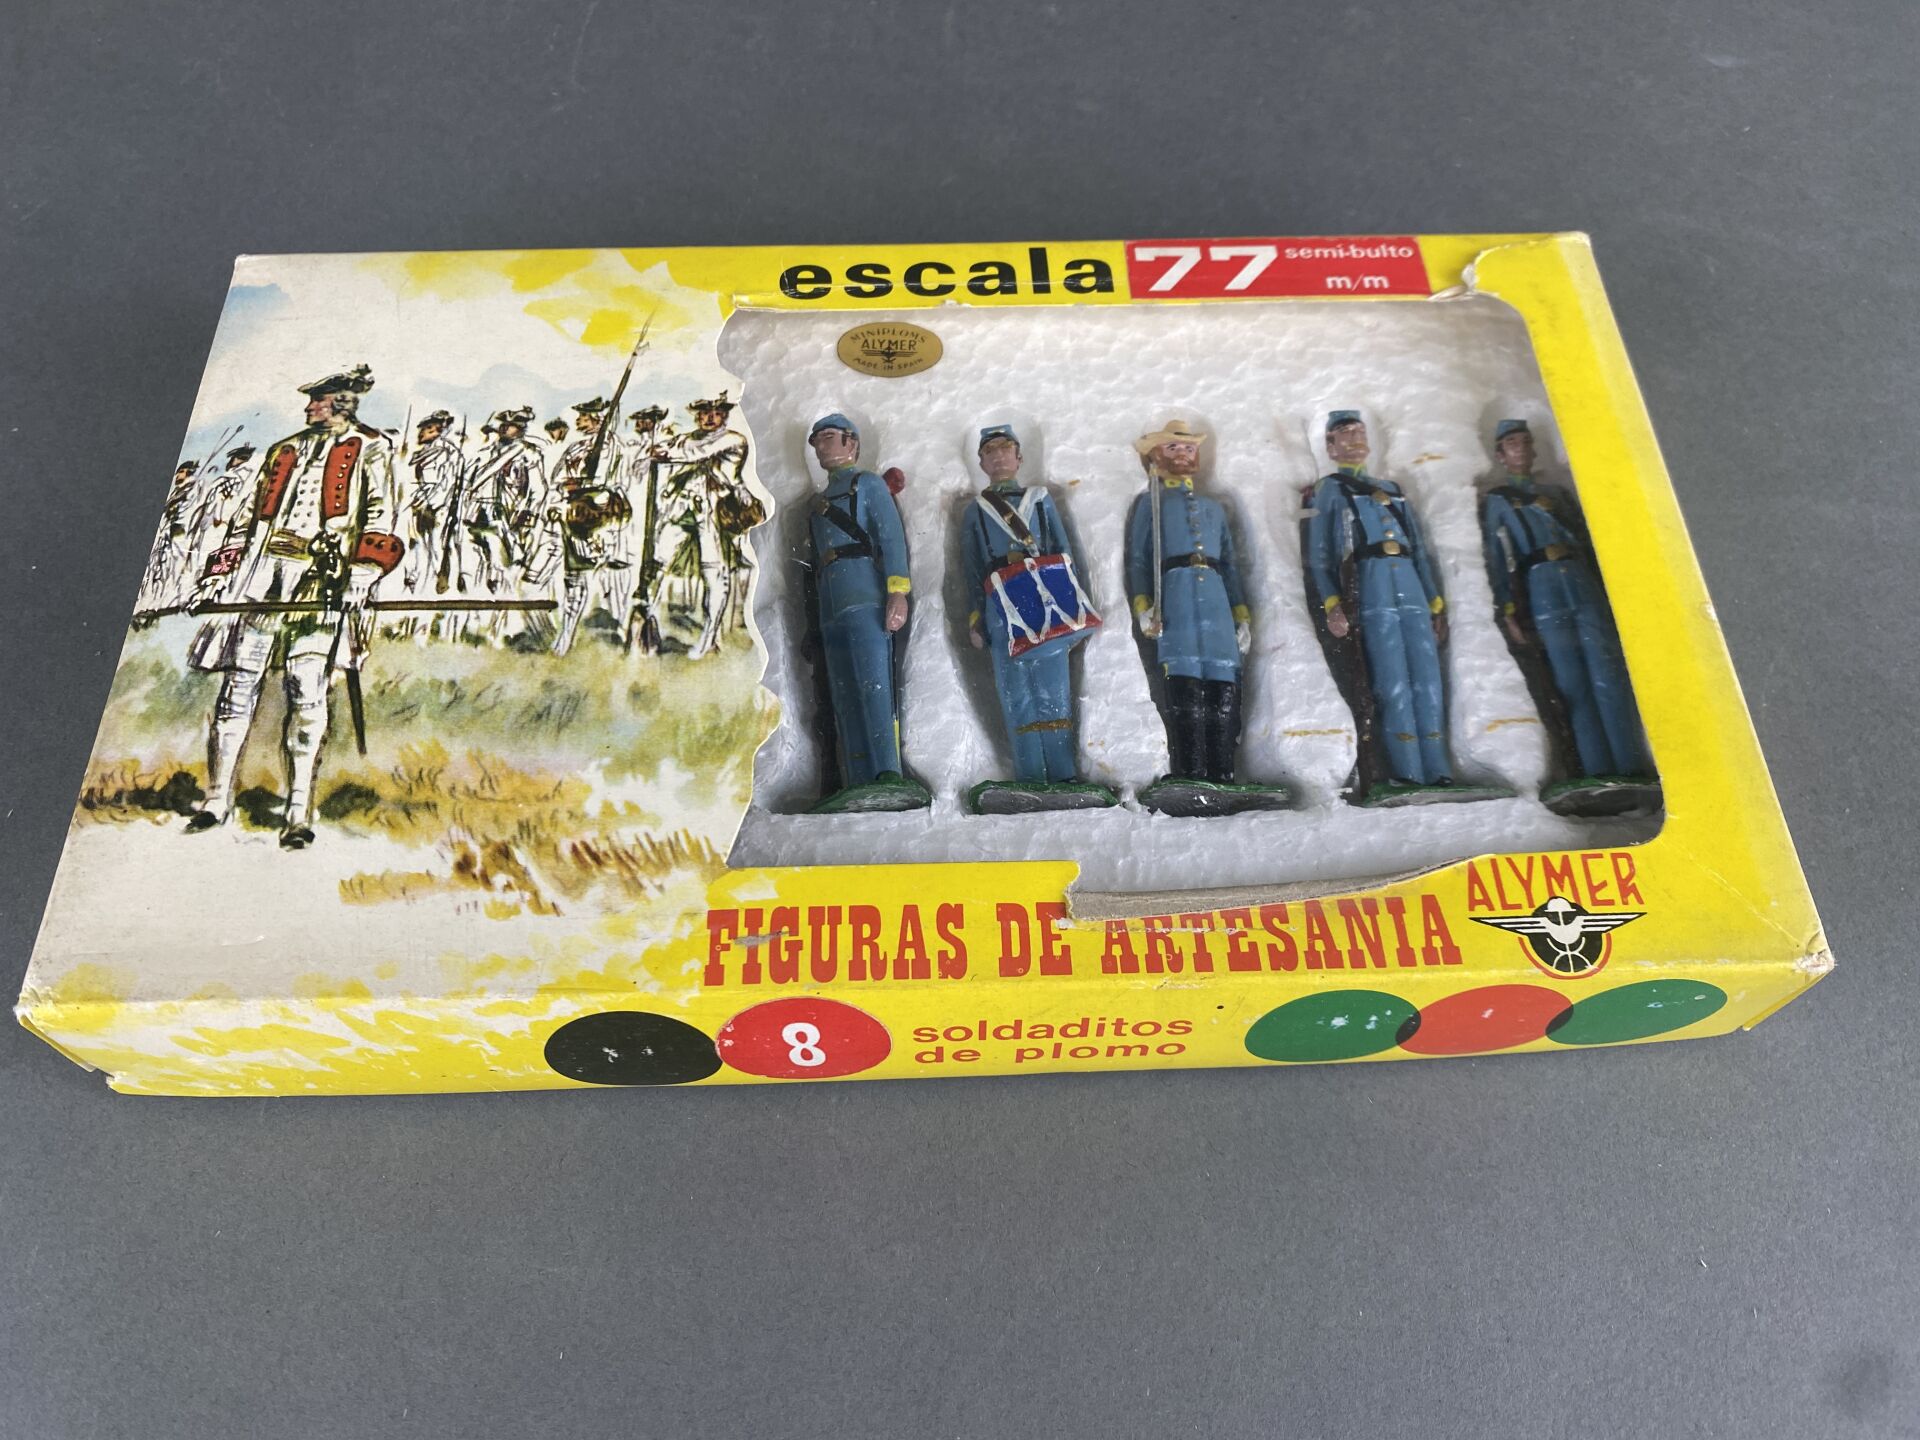 escala 77 semi-bulto
m/m
MINIPLOMS
ALYMER
MADE IN SPAIN
FIGURAS DE ARTESANIA
ALYMER
8 soldaditos
de plomo